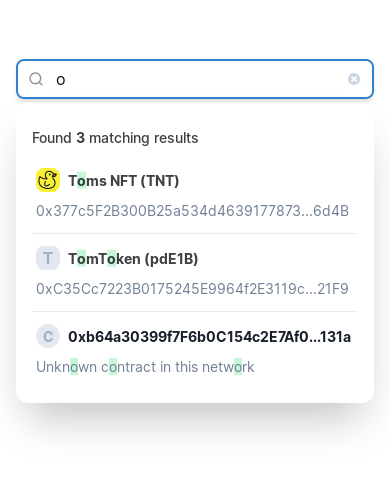 o
Found 3 matching results
Toms NFT (TNT)
0x377c5F2B300B25a534d4639177873...6d4B
T TomToken (pdE1B)
0xC35Cc7223B0175245E9964f2E3119c...21F9
C 0xb64a30399f7F6b0C154c2E7Af0...131a
Unknown contract in this network